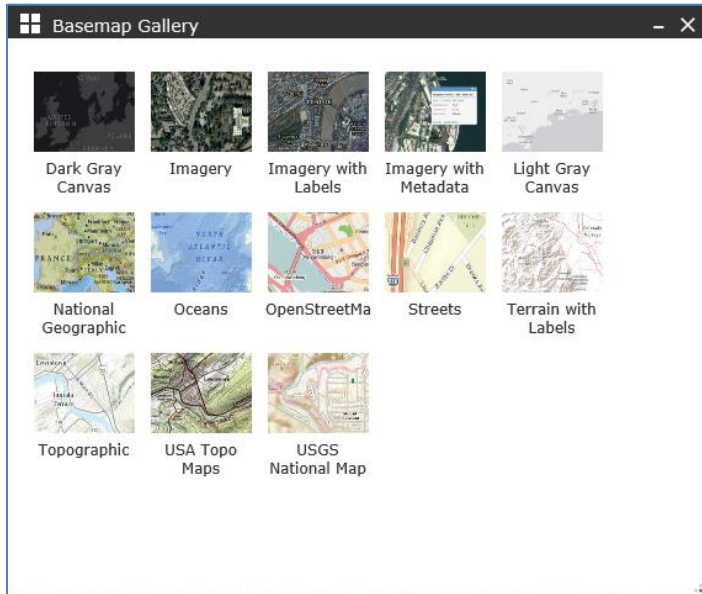 Basemap Gallery
Dark Gray
Canvas
Imagery
Imagery with
Labels
Imagery with
Metadata
Light Gray
Canvas
National
Geographic
Oceans
OpenStreetMa
Streets
Terrain with
Labels
Topographic
USA Topo
Maps
USGS
National Map